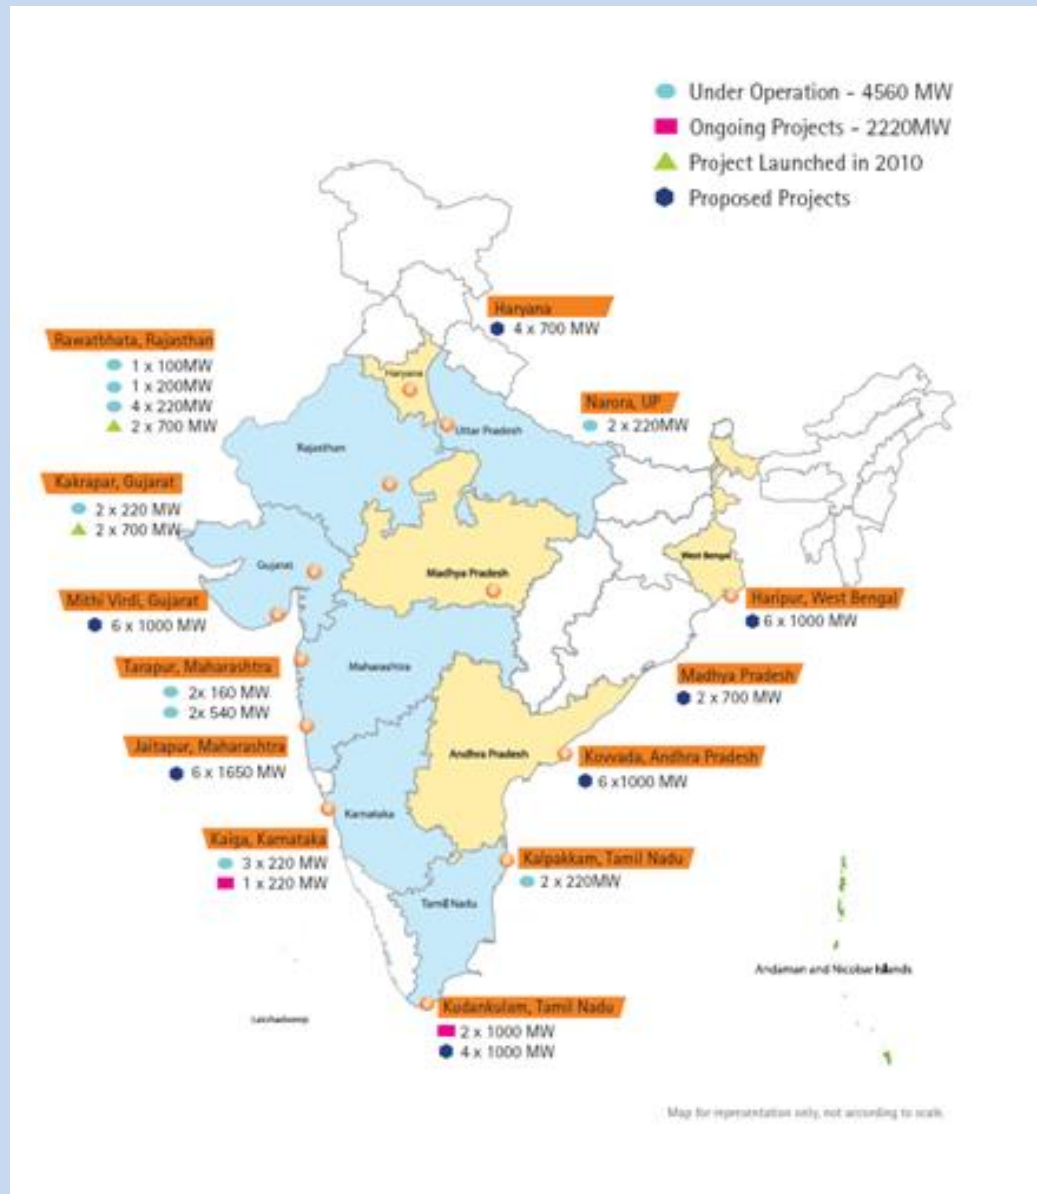 Under Operation - 4560 MW
Ongoing Projects - 2220MW
Project Launched in 2010
Proposed Projects
Haryana
4 x 700 MW
Rawatbhata, Rajasthan
1 x 100MW
1 x 200MW
4 x 220MW
2 x 700 MW
Haryana
Narora, UP
2 x 220MW
Uttar Pradesh
Rajasthan
Kakrapar, Gujarat
2 x 220 MW
2 x 700 MW
Gujarat
Madhya Pradesh
West Bengal
Mithi Virdi, Gujarat
6 x 1000 MW
Haripur, West Bengal
6 x 1000 MW
Tarapur, Maharashtra
2x 160 MW
2x 540 MW
Maharashtra
Madhya Pradesh
2 x 700 MW
Jaitapur, Maharashtra
6 x 1650 MW
Andhra Pradesh
Kovvada, Andhra Pradesh
6 x1000 MW
Karnataka
Kaiga, Karnataka
3 x 220 MW
1 x 220 MW
Kalpakkam, Tamil Nadu
2 x 220MW
Tamil Nadu
Andaman and Nicobar Islands
Kudankulam, Tamil Nadu
2 x 1000 MW
4 x 1000 MW
Map for representation only, not according to scale.